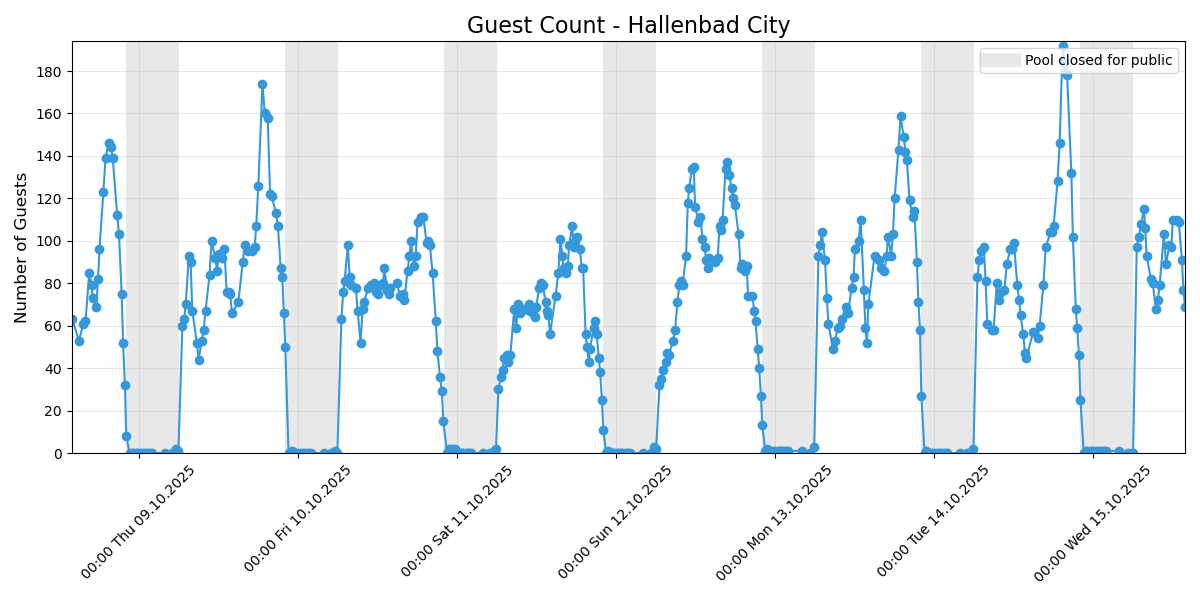 Guest Count - Hallenbad City
Pool closed for public
Number of Guests
180
160
140
120
100
80
60
40
20
0
00:00 Thu 09.10.2025
00:00 Fri 10.10.2025
00:00 Sat 11.10.2025
00:00 Sun 12.10.2025
00:00 Mon 13.10.2025
00:00 Tue 14.10.2025
00:00 Wed 15.10.2025